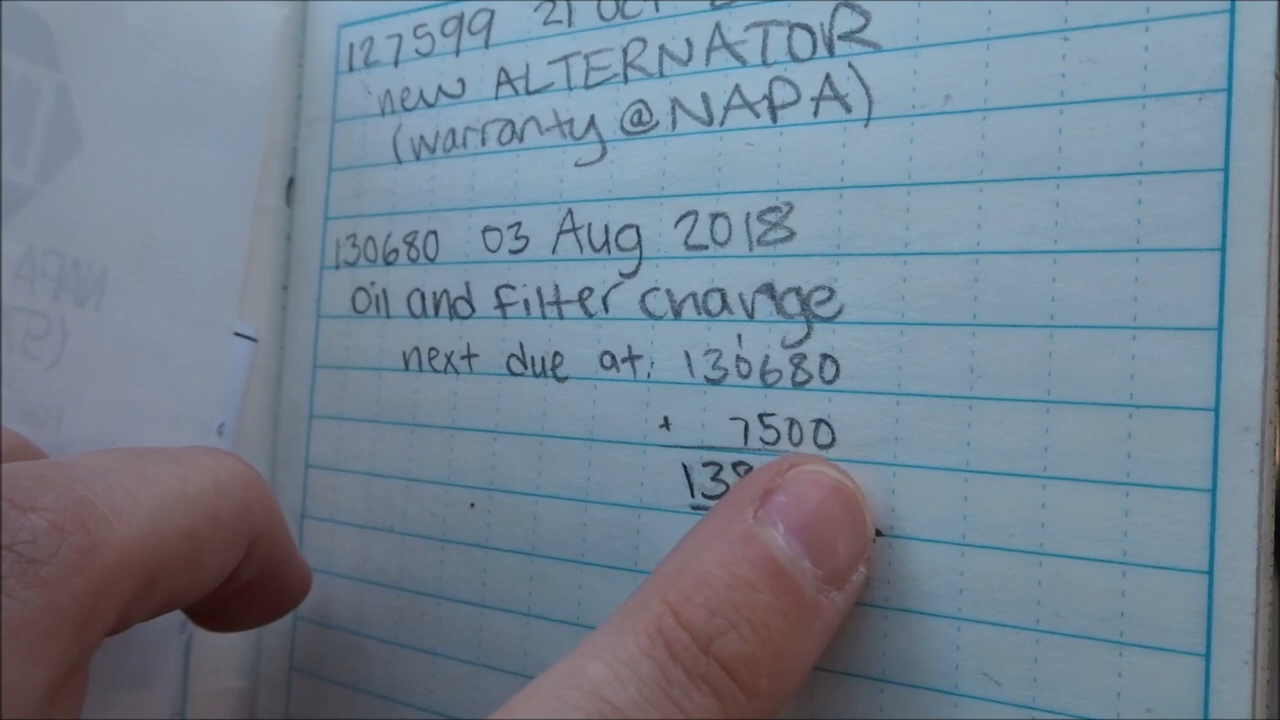 127599 21 OCT
new ALTERNATOR
(warranty @ NAPA)
130680 03 Aug 2018
oil and filter change
next due at: 130680
+ 7500
138